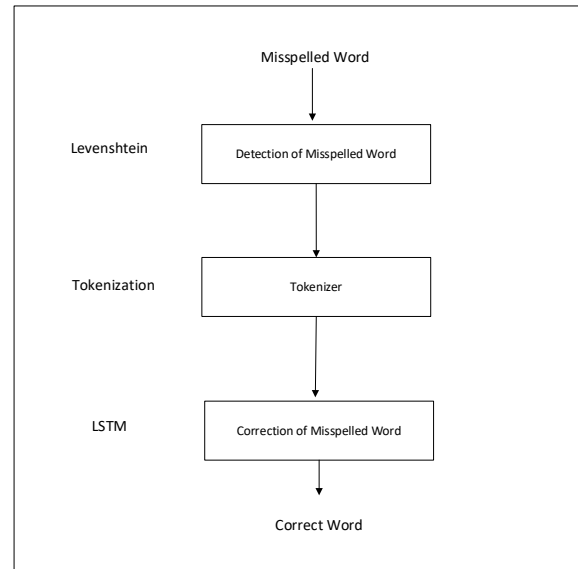 Misspelled Word
Levenshtein
Detection of Misspelled Word
Tokenization
Tokenizer
LSTM
Correction of Misspelled Word
Correct Word